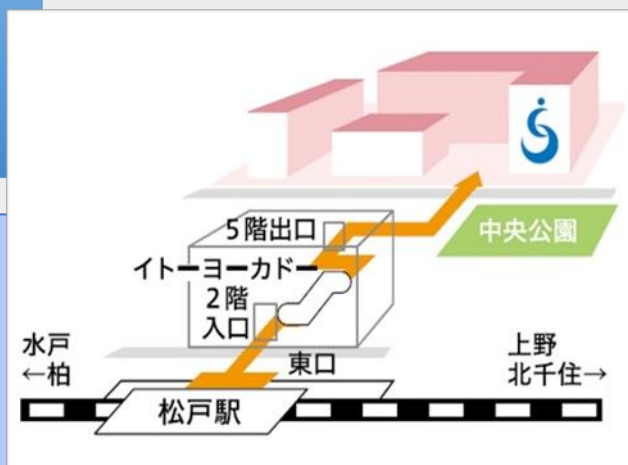 5階出口
中央公園
イトーヨーカドー
2階
入口
水戸
←柏
東口
上野
北千住→
松戸駅